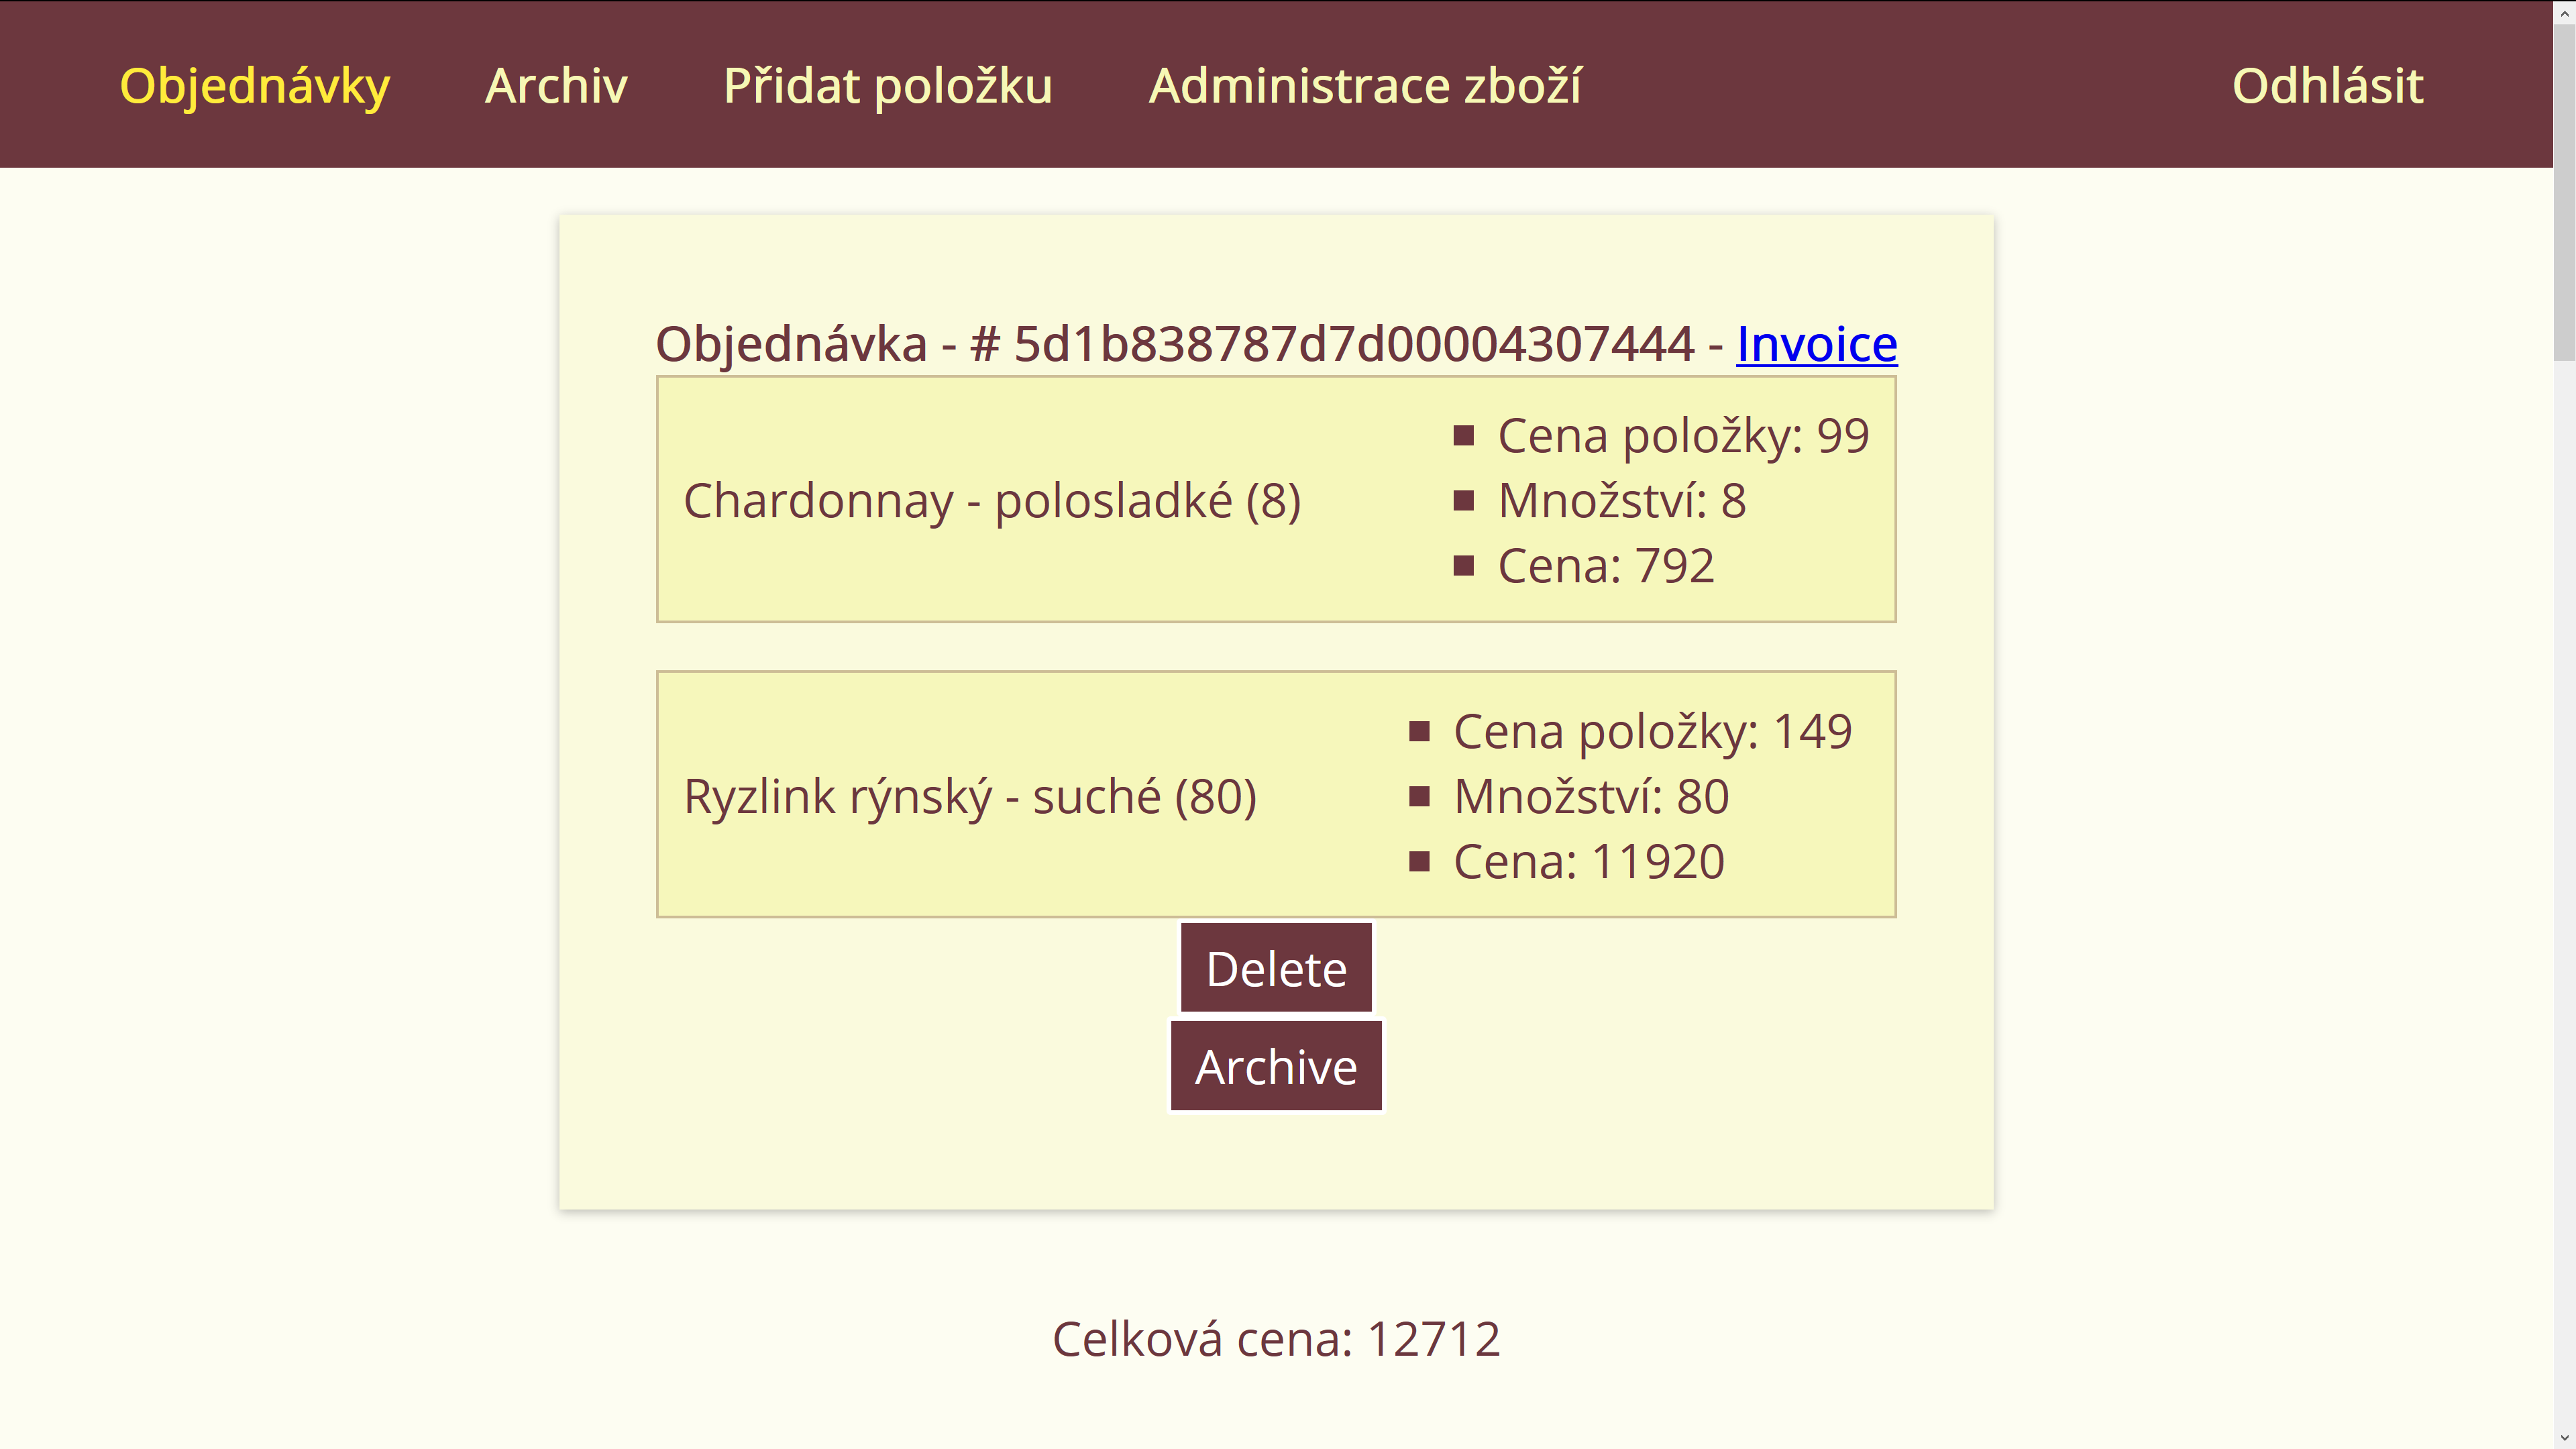 Objednávky Archiv Přidat položku Administrace zboží Odhlásit
Objednávka - # 5d1b838787d7d00004307444 - Invoice
Chardonnay - polosladké (8)
Cena položky: 99
Množství: 8
Cena: 792
Ryzlink rýnský - suché (80)
Cena položky: 149
Množství: 80
Cena: 11920
Delete
Archive
Celková cena: 12712